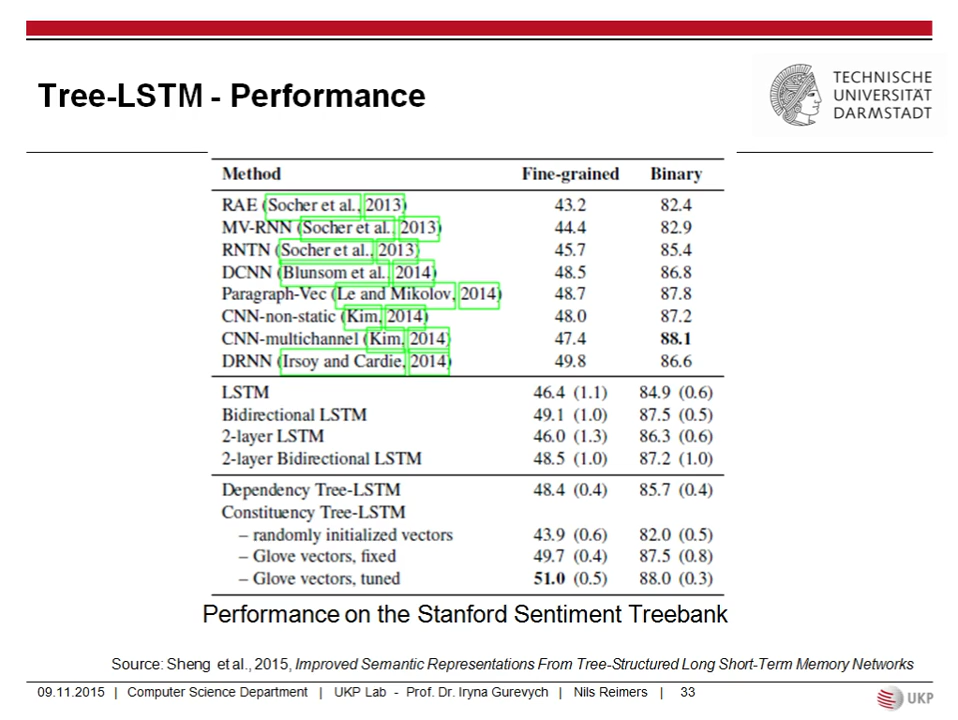 Tree-LSTM - Performance
TECHNISCHE
UNIVERSITÄT
DARMSTADT
Method Fine-grained Binary
RAE (Socher et al., 2013) 43.2 82.4
MV-RNN (Socher et al., 2013) 44.4 82.9
RNTN (Socher et al., 2013) 45.7 85.4
DCNN (Blunsom et al., 2014) 48.5 86.8
Paragraph-Vec (Le and Mikolov, 2014) 48.7 87.8
CNN-non-static (Kim, 2014) 48.0 87.2
CNN-multichannel (Kim, 2014) 47.4 88.1
DRNN (Irsoy and Cardie, 2014) 49.8 86.6
LSTM 46.4 (1.1) 84.9 (0.6)
Bidirectional LSTM 49.1 (1.0) 87.5 (0.5)
2-layer LSTM 46.0 (1.3) 86.3 (0.6)
2-layer Bidirectional LSTM 48.5 (1.0) 87.2 (1.0)
Dependency Tree-LSTM 48.4 (0.4) 85.7 (0.4)
Constituency Tree-LSTM
– randomly initialized vectors 43.9 (0.6) 82.0 (0.5)
– Glove vectors, fixed 49.7 (0.4) 87.5 (0.8)
– Glove vectors, tuned 51.0 (0.5) 88.0 (0.3)
Performance on the Stanford Sentiment Treebank
Source: Sheng et al., 2015, Improved Semantic Representations From Tree-Structured Long Short-Term Memory Networks
09.11.2015 | Computer Science Department | UKP Lab - Prof. Dr. Iryna Gurevych | Nils Reimers | 33
UKP